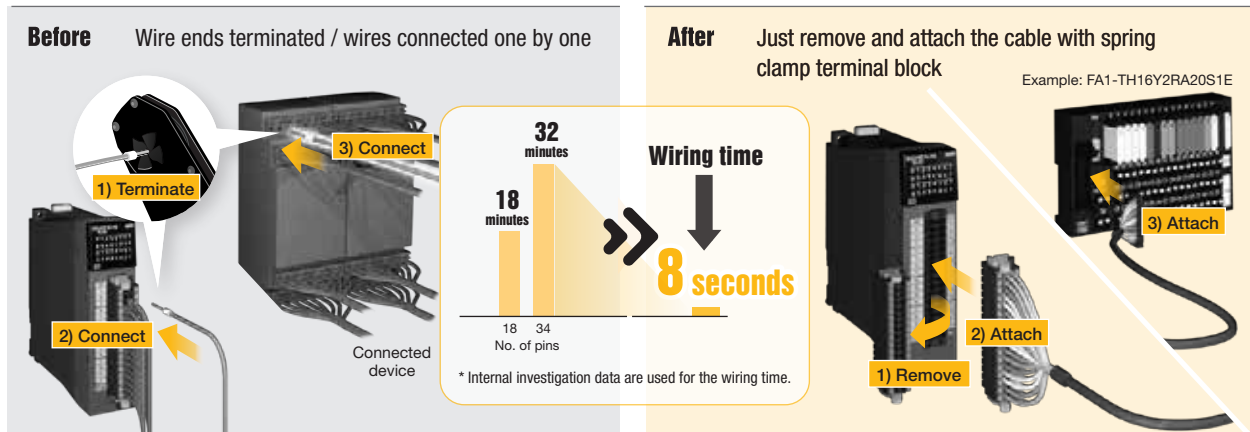 Before
Wire ends terminated / wires connected one by one
1) Terminate
2) Connect
3) Connect
Connected
device
32
minutes
18
minutes
18
34
No. of pins
Wiring time
8 seconds
* Internal investigation data are used for the wiring time.
After
Just remove and attach the cable with spring
clamp terminal block
Example: FA1-TH16Y2RA20S1E
1) Remove
2) Attach
3) Attach